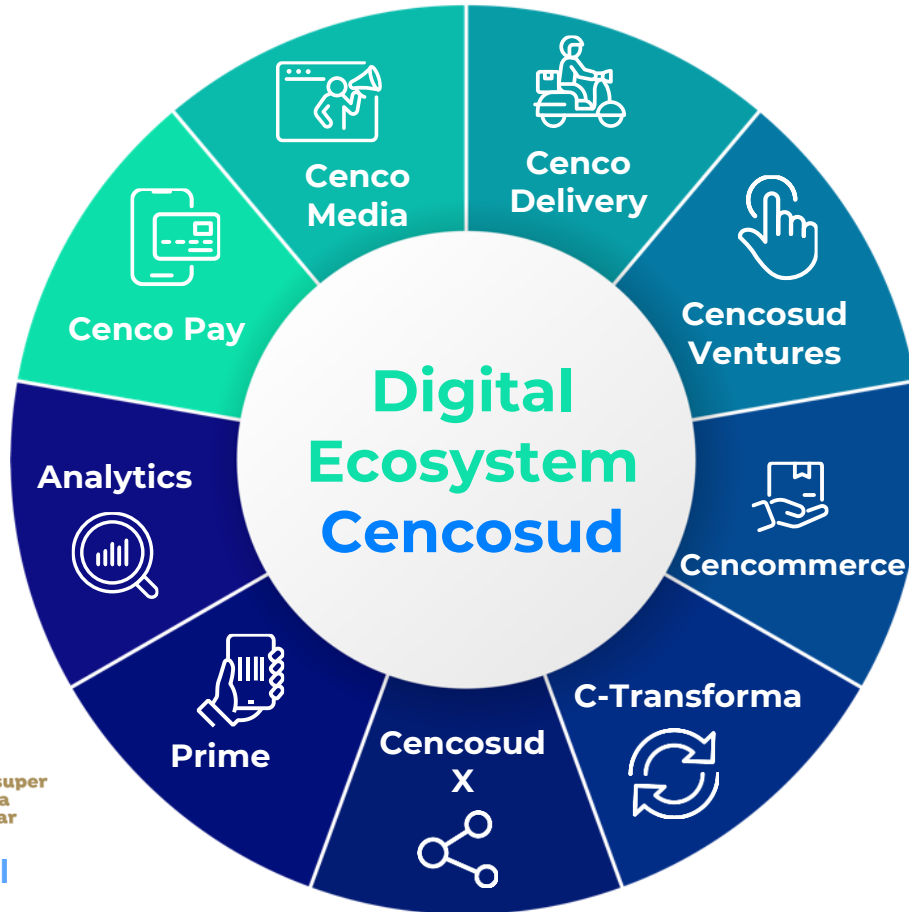 Cenco
Media
Cenco
Delivery
Cenco Pay
Cencosud
Ventures
Digital
Ecosystem
Cencosud
Analytics
Cencommerce
C-Transforma
Prime
Cencosud
X
super
a
ar
l